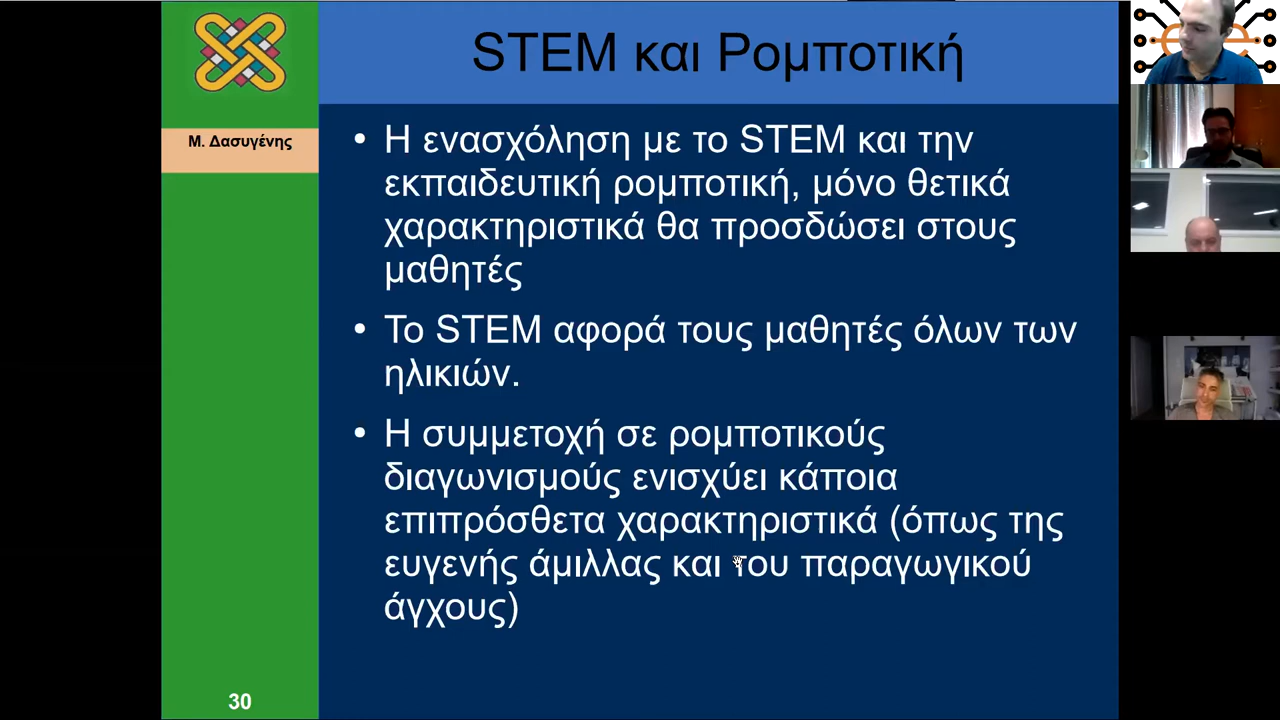 STEM και Ρομποτική
Μ. Δασυγένης
• Η ενασχόληση με το STEM και την
εκπαιδευτική ρομποτική, μόνο θετικά
χαρακτηριστικά θα προσδώσει στους
μαθητές
• Το STEM αφορά τους μαθητές όλων των
ηλικιών.
• Η συμμετοχή σε ρομποτικούς
διαγωνισμούς ενισχύει κάποια
επιπρόσθετα χαρακτηριστικά (όπως της
ευγενής άμιλλας και του παραγωγικού
άγχους)
30